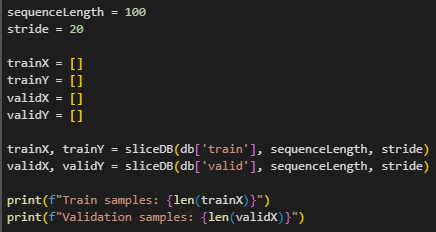 sequenceLength = 100
stride = 20
trainX = []
trainY = []
validX = []
validY = []
trainX, trainY = sliceDB(db['train'], sequenceLength, stride)
validX, validY = sliceDB(db['valid'], sequenceLength, stride)
print(f"Train samples: {len(trainX)}")
print(f"Validation samples: {len(validX)}")